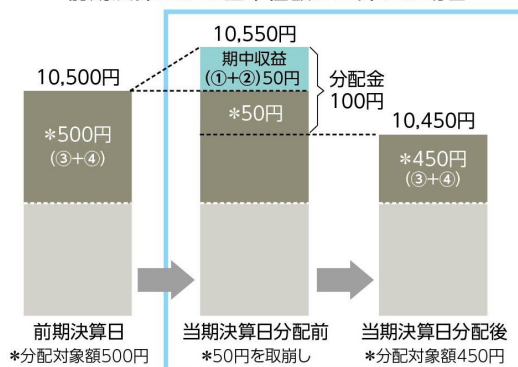 10,550円
期中収益
(①+②)50円
分配金
100円
10,500円
*50円
10,450円
*500円
(③+④)
*450円
(③+④)
前期決算日
*分配対象額500円
当期決算日分配前
*50円を取崩し
当期決算日分配後
*分配対象額450円